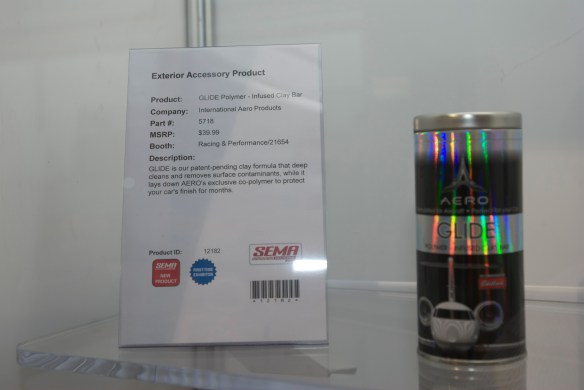 Exterior Accessory Product
Product: GLIDE Polymer - Infused Clay Bar
Company: International Aero Products
Part #: 5718
MSRP: $39.98
Booth: Racing & Performance/21654
Description:
GLIDE is our patent-pending clay formula that deep
cleans and removes surface contaminants, while it
lays down AERO's exclusive co-polymer to protect
your car's finish for months.
Product ID: 12182
SEMA
SEMA
NEW
PRODUCT
AERO
GLIDE